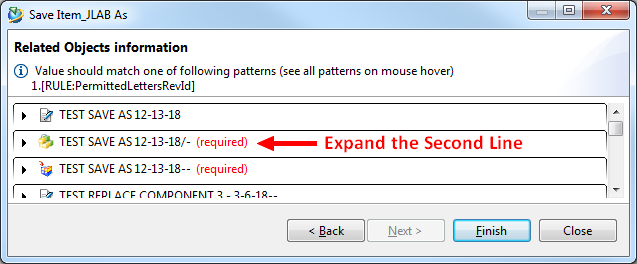 Save Item_JLAB As
Related Objects information
Value should match one of following patterns (see all patterns on mouse hover)
1.[RULE:PermittedLettersRevId]
TEST SAVE AS 12-13-18
TEST SAVE AS 12-13-18/- (required)
Expand the Second Line
TEST SAVE AS 12-13-18-- (required)
TEST REPLACE COMPONENT 3 - 3-6-18--
< Back
Next >
Finish
Close